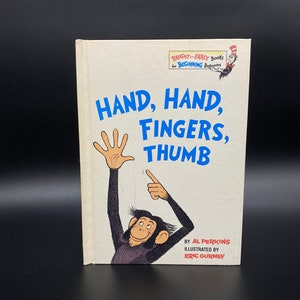 BRIGHT and EARLY BOOKS
for BEGINNING Beginners
HAND, HAND,
FINGERS,
THUMB
BY AL PERKINS
ILLUSTRATED BY
ERIC GURNEY